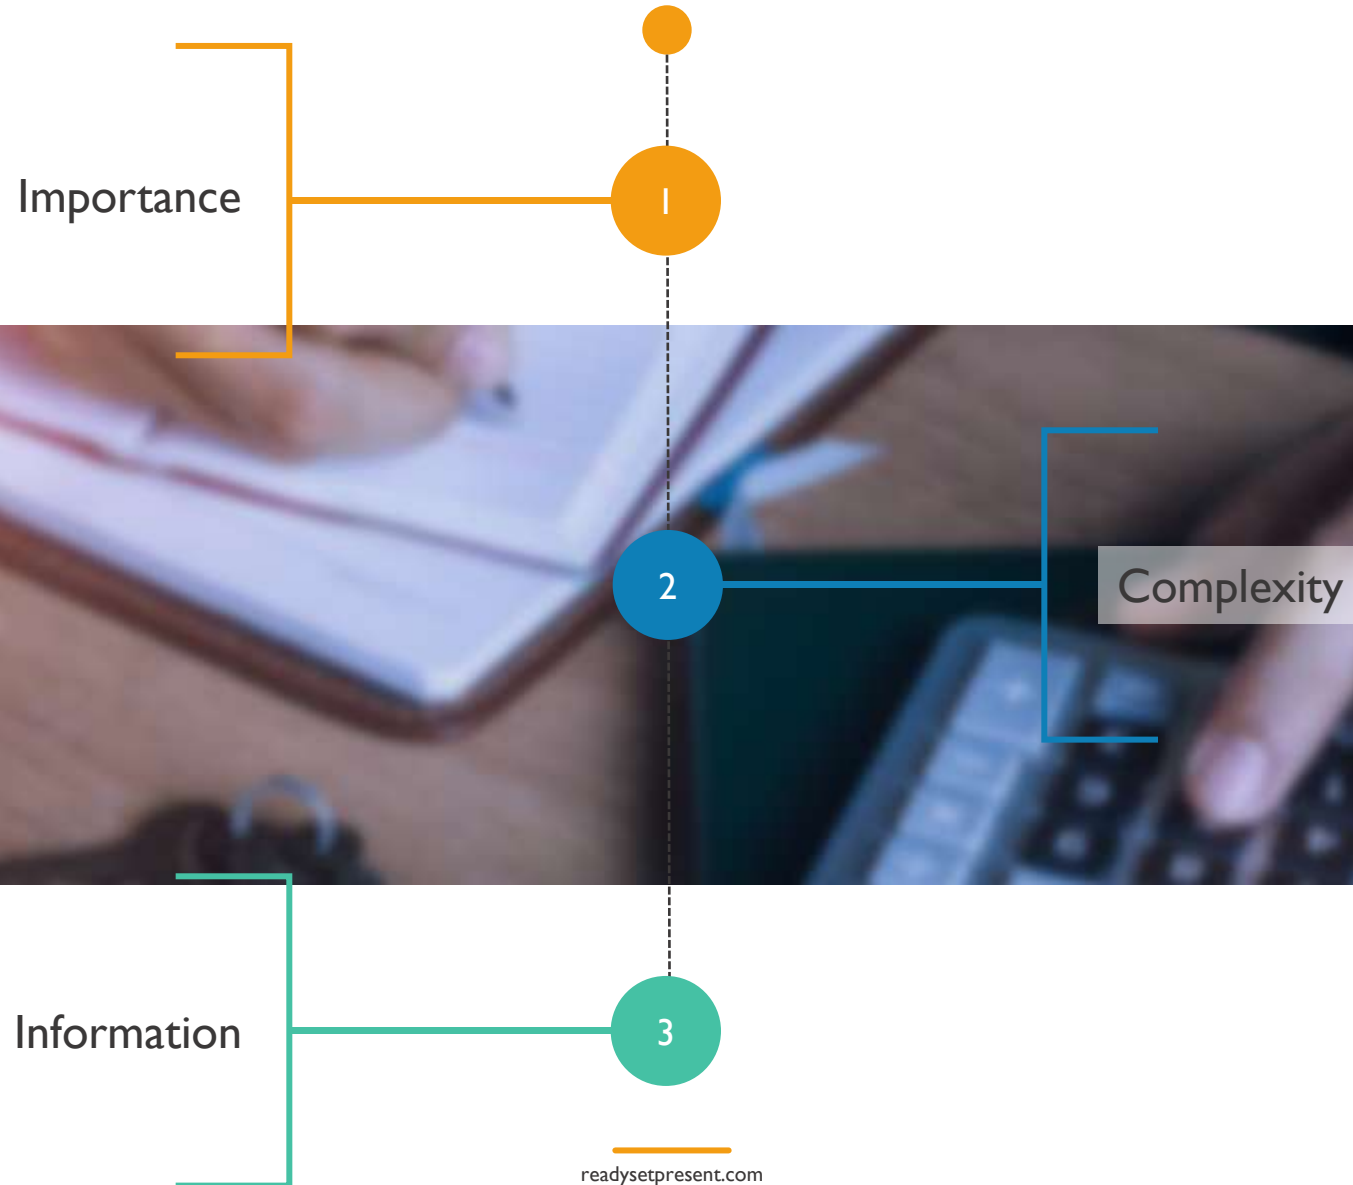 Importance
1
2
Complexity
Information
3
readysetpresent.com